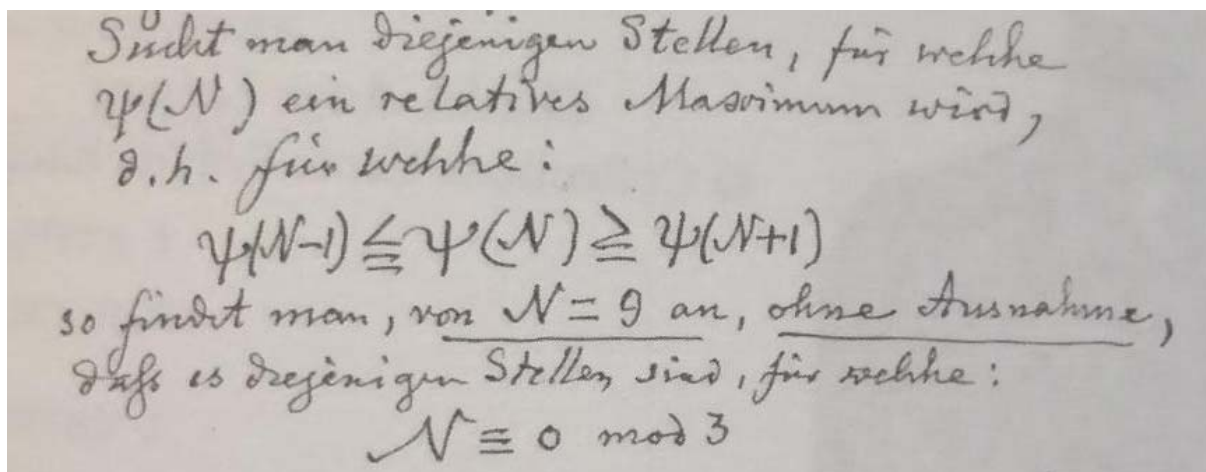 Sucht man diejenigen Stellen, für welche
ψ(N) ein relatives Maximum wird,
d.h. für welche:
ψ(N-1) ≦ ψ(N) ≧ ψ(N+1)
so findet man, von N = 9 an, ohne Ausnahme,
daſs es diejenigen Stellen sind, für welche:
N ≡ 0 mod 3